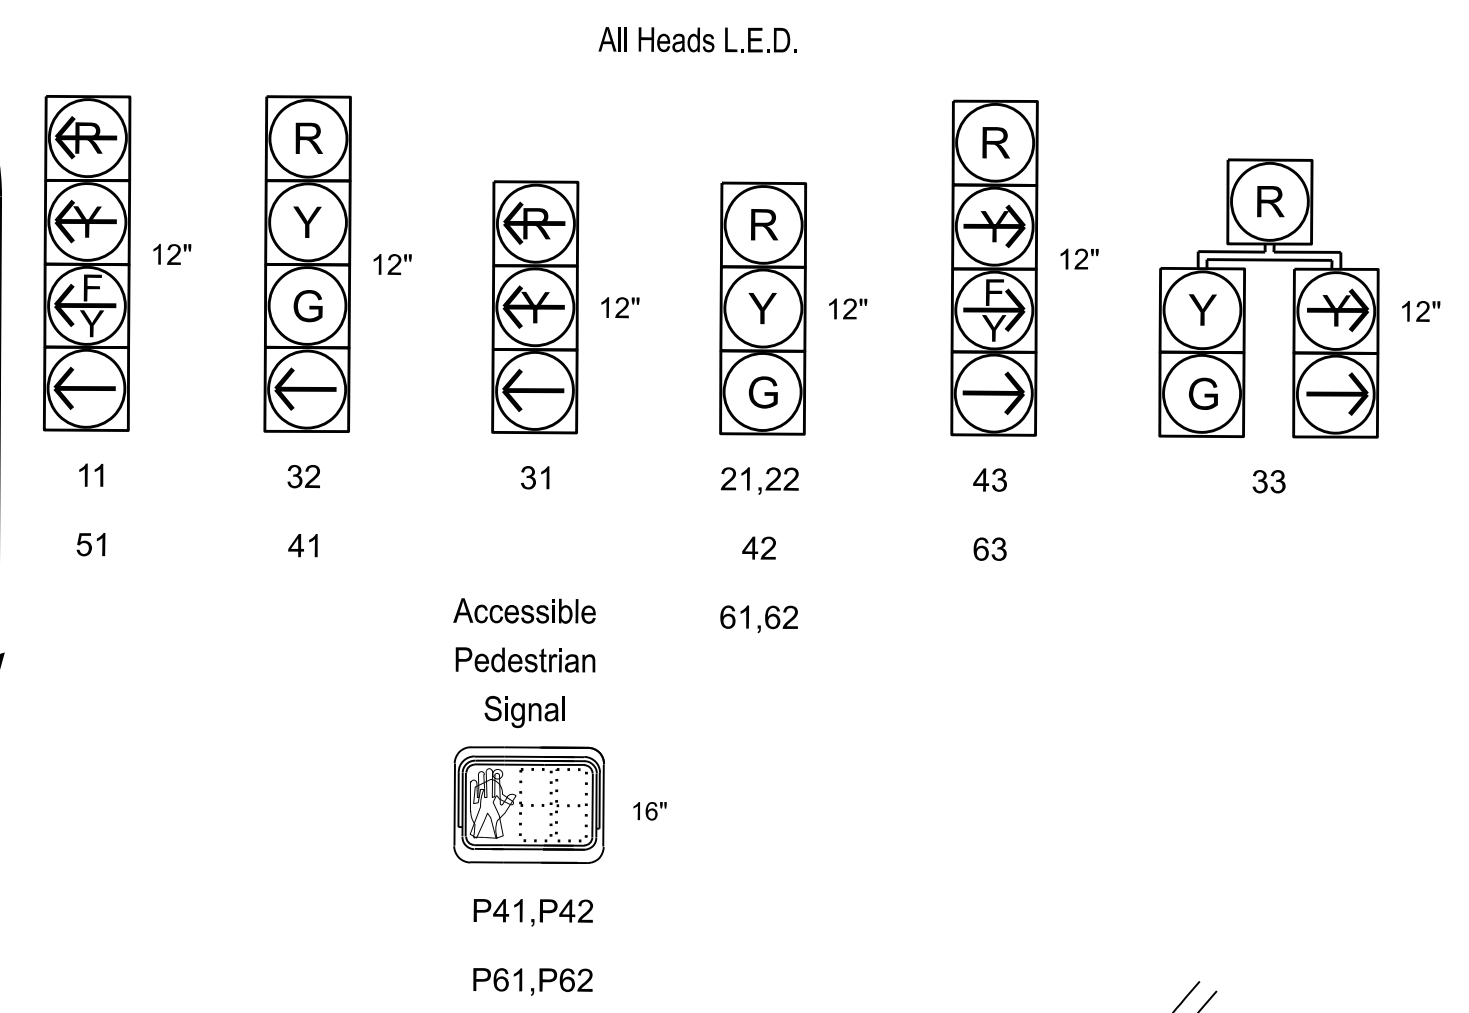 All Heads L.E.D.
R
Y
F
Y
12"
11
51
R
Y
G
12"
32
41
R
Y
12"
31
R
Y
G
12"
21,22
42
61,62
R
Y
F
Y
12"
43
63
R
Y
G
Y
12"
33
Accessible
Pedestrian
Signal
16"
P41,P42
P61,P62